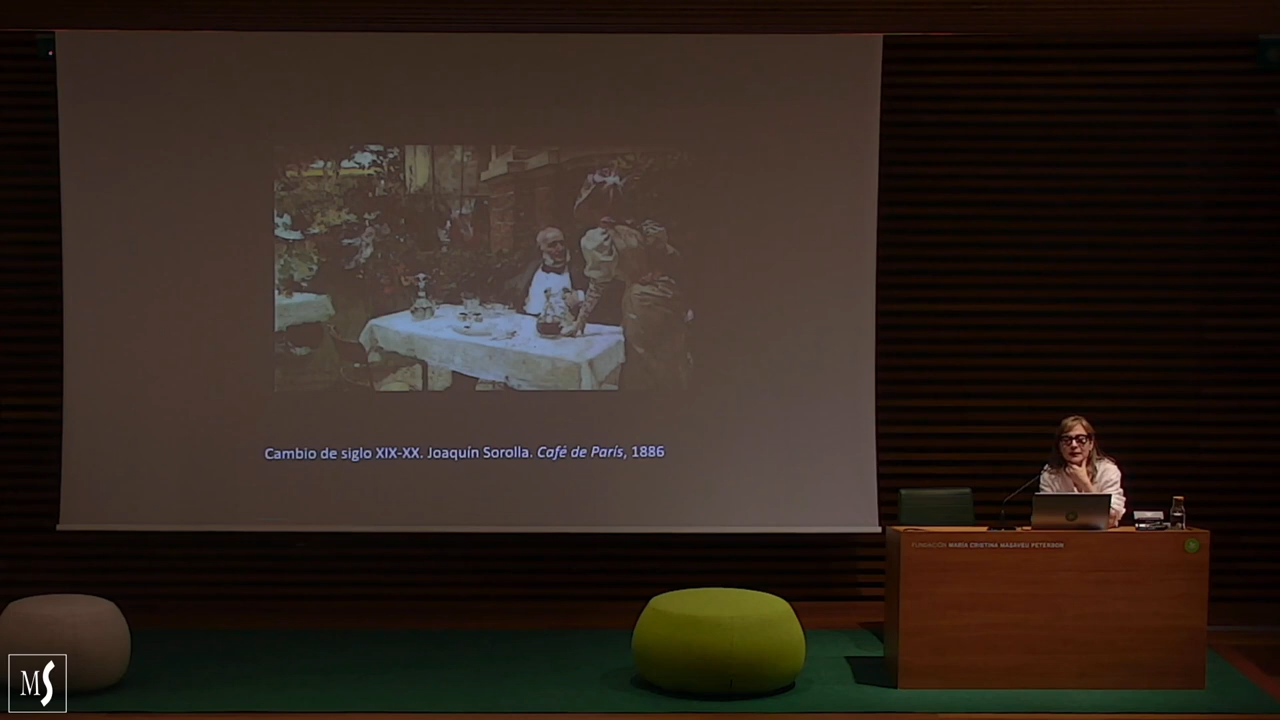 Cambio de siglo XIX-XX. Joaquín Sorolla. Café de París, 1886
FUNDACIÓN MARÍA CRISTINA MASAVEU PETERSON
MS